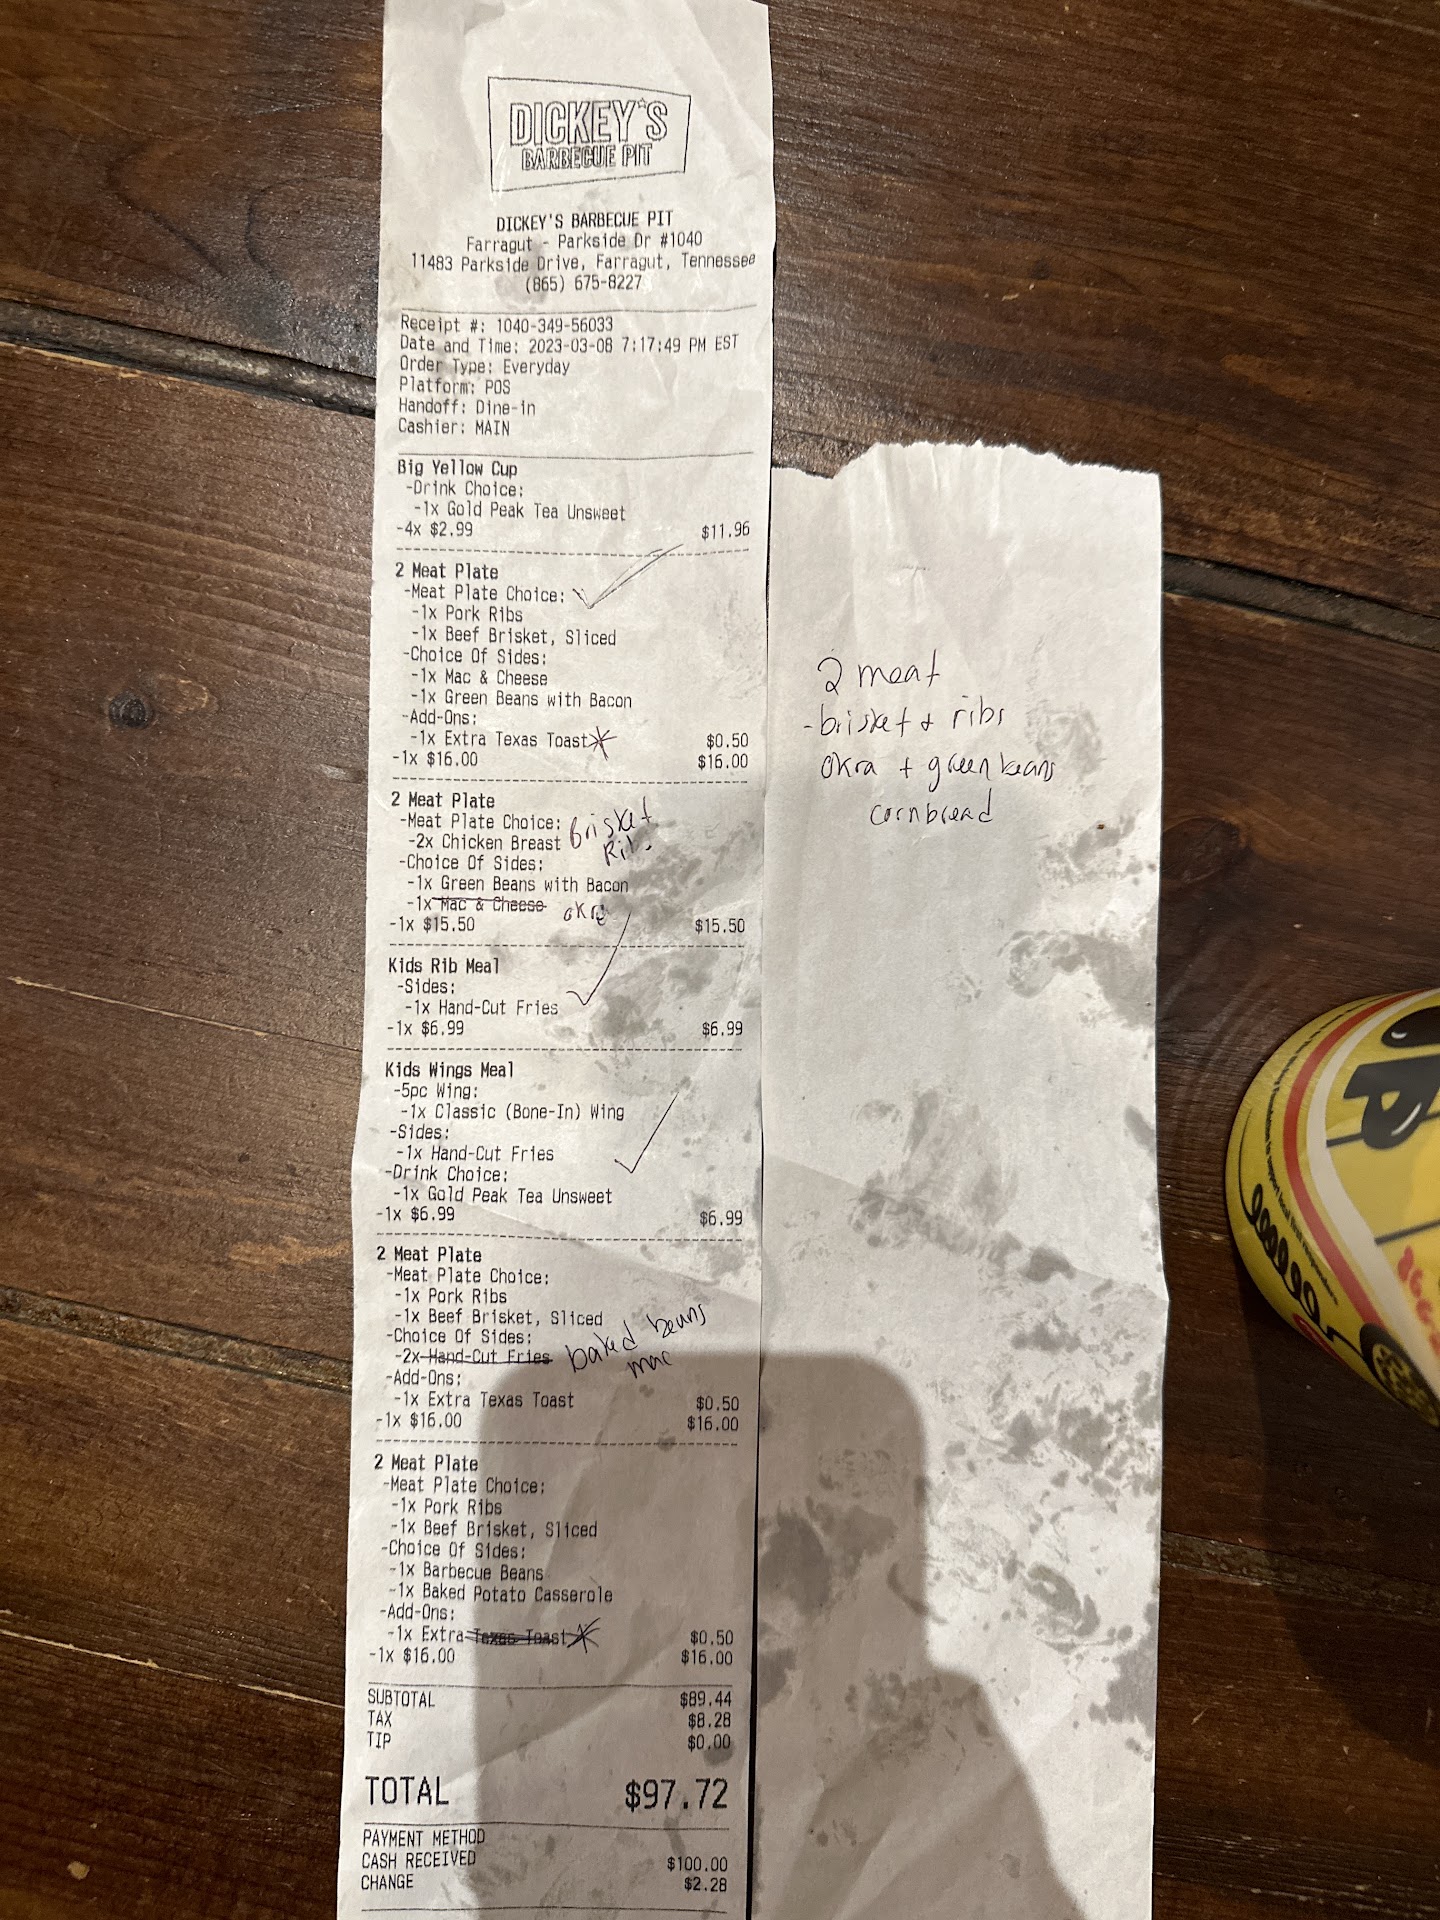 DICKEY'S
BARBECUE PIT
DICKEY'S BARBECUE PIT
Farragut - Parkside Dr #1040
11483 Parkside Drive, Farragut, Tennessee
(865) 675-8227
Receipt #: 1040-349-56033
Date and Time: 2023-03-08 7:17:49 PM EST
Order Type: Everyday
Platform: POS
Handoff: Dine-in
Cashier: MAIN
Big Yellow Cup
-Drink Choice:
-1x Gold Peak Tea Unsweet
-4x $2.99 $11.96
2 Meat Plate
-Meat Plate Choice:
-1x Pork Ribs
-1x Beef Brisket, Sliced
-Choice Of Sides:
-1x Mac & Cheese
-1x Green Beans with Bacon
-Add-Ons:
-1x Extra Texas Toast $0.50
-1x $16.00 $16.00
2 Meat Plate
-Meat Plate Choice: Brisket
-2x Chicken Breast Ribs
-Choice Of Sides:
-1x Green Beans with Bacon
-1x Mac & Cheese okra
-1x $15.50 $15.50
Kids Rib Meal
-Sides:
-1x Hand-Cut Fries
-1x $6.99 $6.99
Kids Wings Meal
-5pc Wing:
-1x Classic (Bone-In) Wing
-Sides:
-1x Hand-Cut Fries
-Drink Choice:
-1x Gold Peak Tea Unsweet
-1x $6.99 $6.99
2 Meat Plate
-Meat Plate Choice:
-1x Pork Ribs
-1x Beef Brisket, Sliced
-Choice Of Sides: baked beans
-2x Hand-Cut Fries mac
-Add-Ons:
-1x Extra Texas Toast $0.50
-1x $16.00 $16.00
2 Meat Plate
-Meat Plate Choice:
-1x Pork Ribs
-1x Beef Brisket, Sliced
-Choice Of Sides:
-1x Barbecue Beans
-1x Baked Potato Casserole
-Add-Ons:
-1x Extra Texas Toast $0.50
-1x $16.00 $16.00
SUBTOTAL $89.44
TAX $8.28
TIP $0.00
TOTAL $97.72
PAYMENT METHOD
CASH RECEIVED $100.00
CHANGE $2.28
2 meat
-brisket + ribs
okra + green beans
cornbread